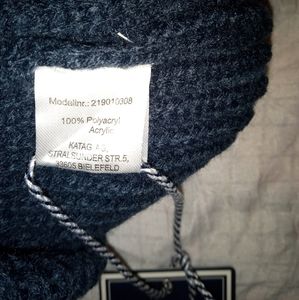 Modellnr.: 219010308
100% Polyacryl
Acrylic
KATAG AG,
STRALSUNDER STR.5,
33605 BIELEFELD